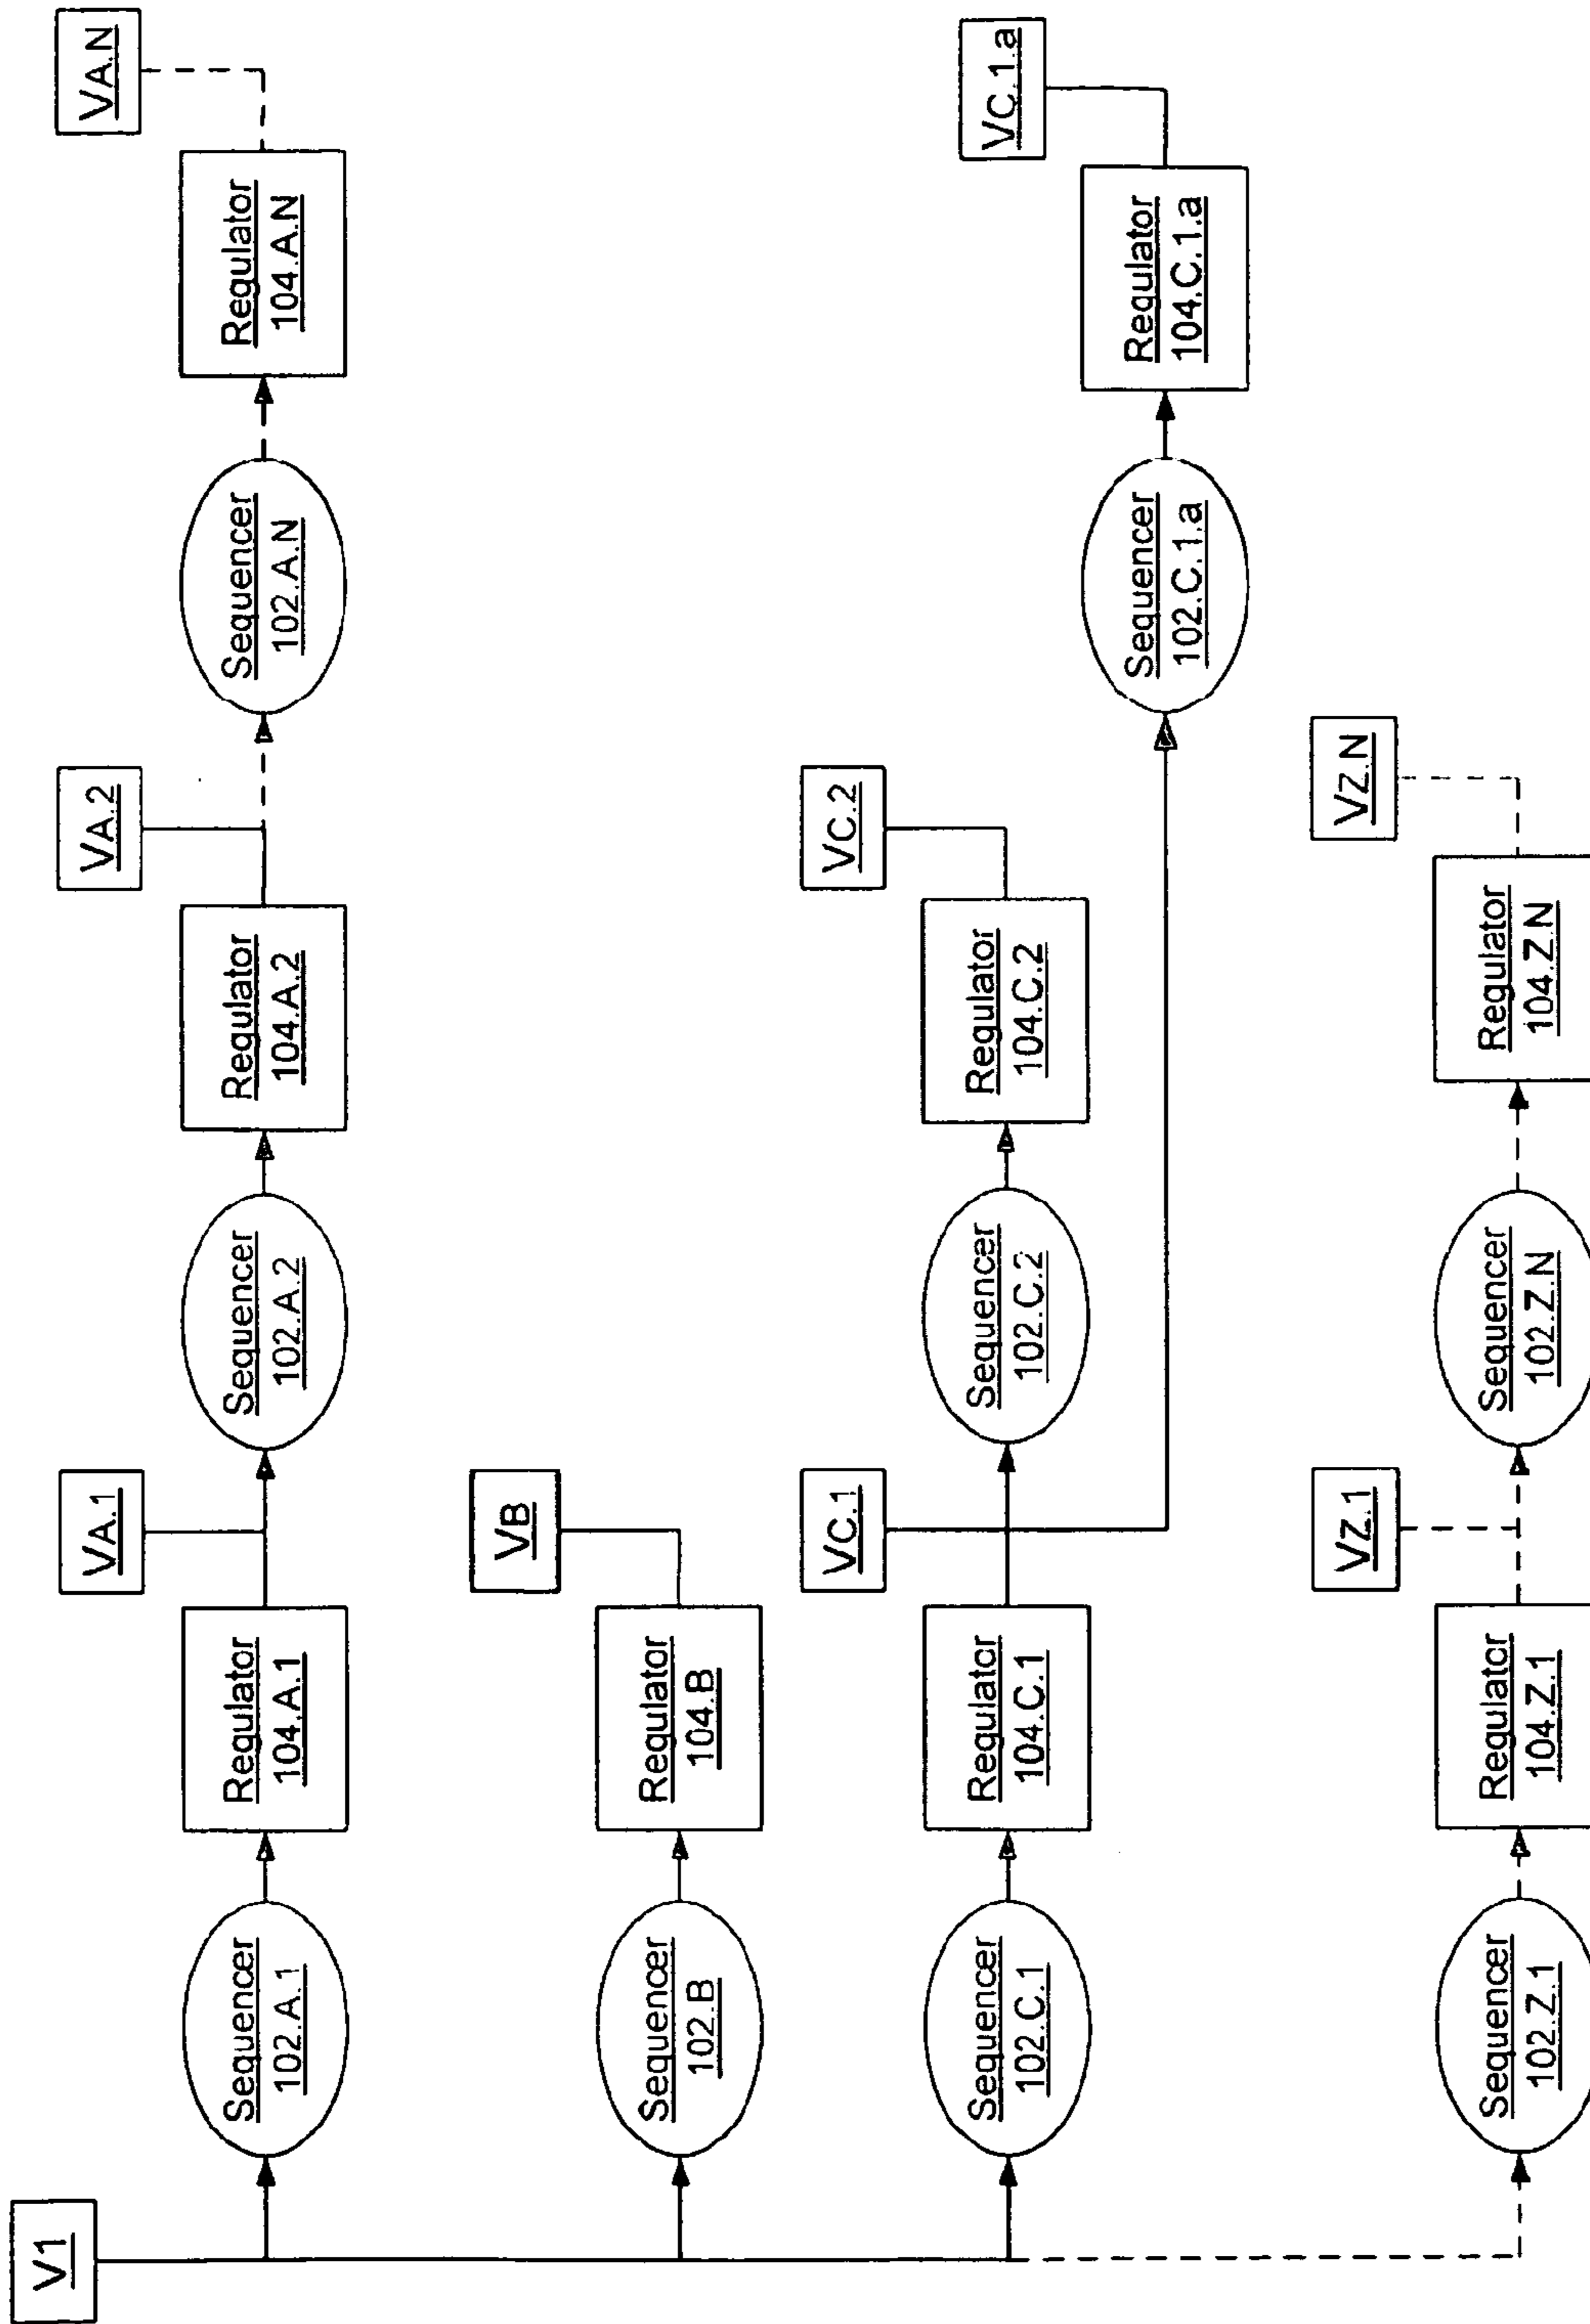 V1
Sequencer
102.A.1
Regulator
104.A.1
VA.1
Sequencer
102.A.2
Regulator
104.A.2
VA.2
Sequencer
102.A.N
Regulator
104.A.N
VA.N
Sequencer
102.B
Regulator
104.B
VB
Sequencer
102.C.1
Regulator
104.C.1
VC.1
Sequencer
102.C.2
Regulator
104.C.2
VC.2
Sequencer
102.C.1.a
Regulator
104.C.1.a
VC.1.a
Sequencer
102.Z.1
Regulator
104.Z.1
VZ.1
Sequencer
102.Z.N
Regulator
104.Z.N
VZ.N